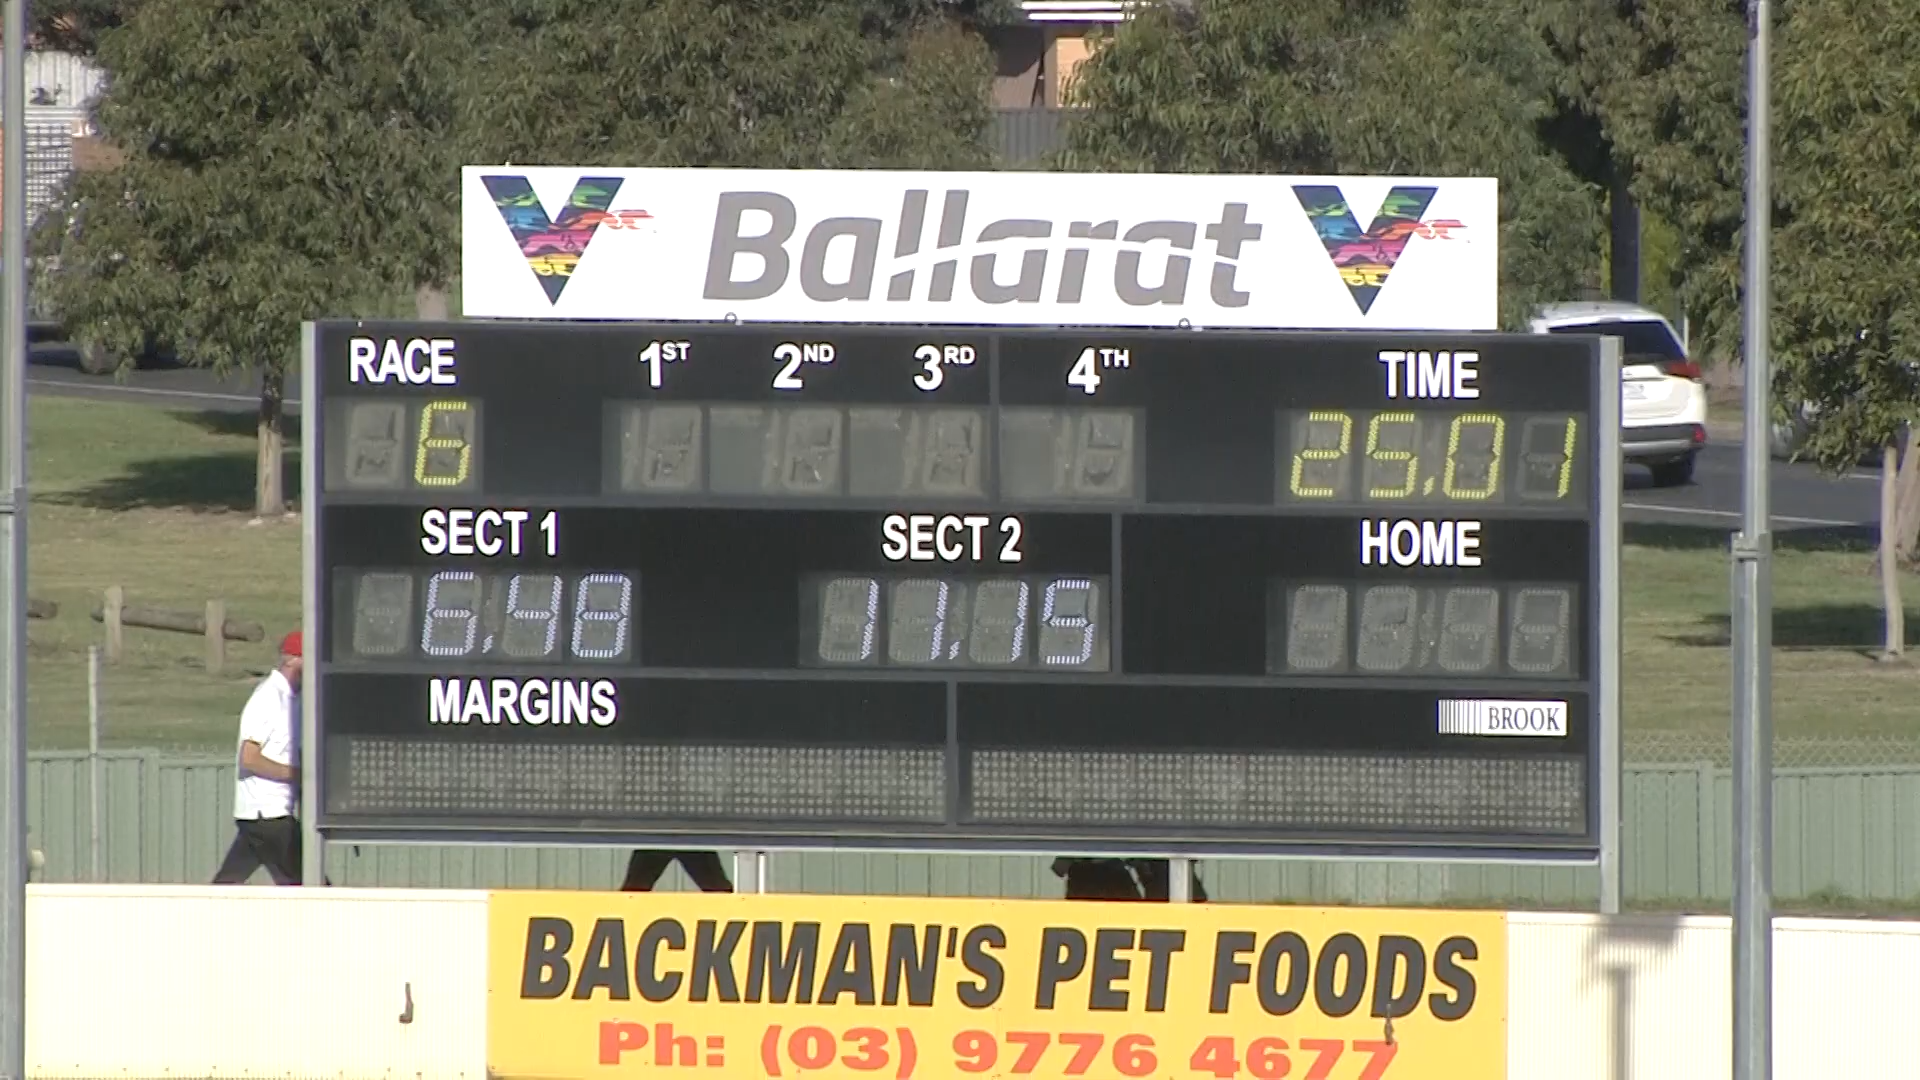 Ballarat
RACE 1ST 2ND 3RD 4TH TIME
6 25.01
SECT 1 SECT 2 HOME
6.48 11.15
MARGINS
BROOK
BACKMAN'S PET FOODS
Ph: (03) 9776 4677